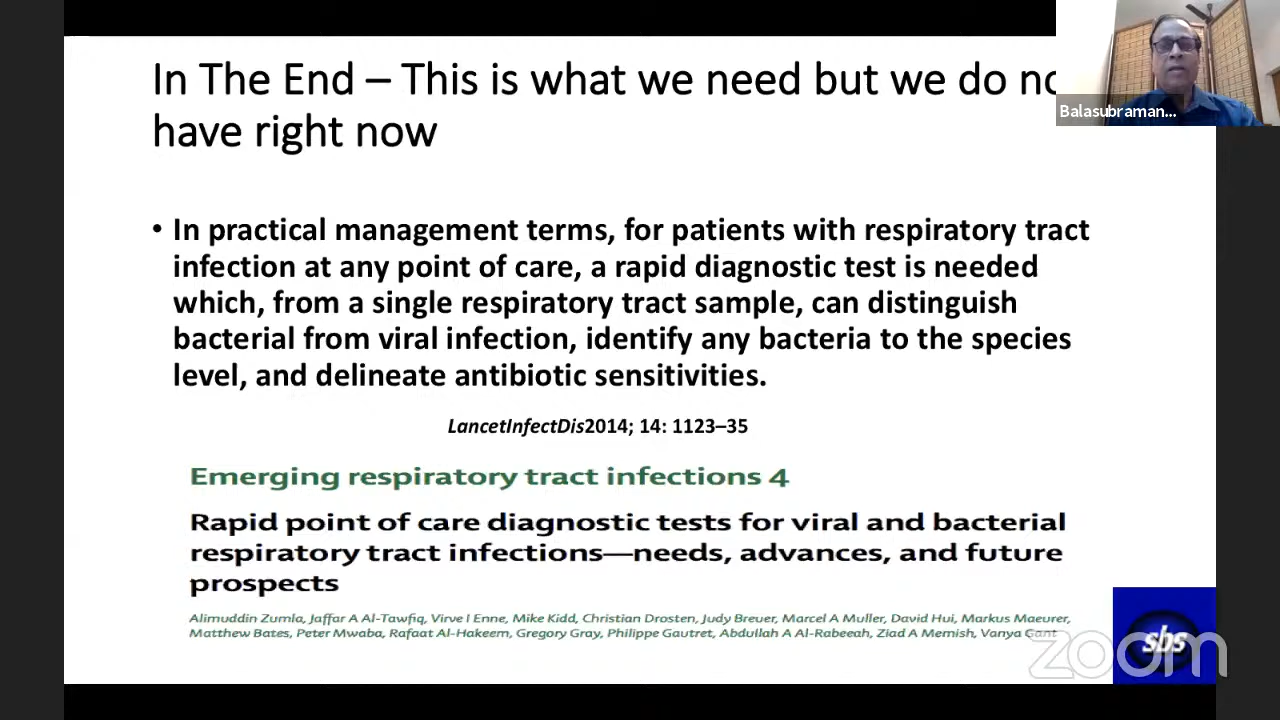 In The End – This is what we need but we do no
have right now
Balasubraman...
• In practical management terms, for patients with respiratory tract
infection at any point of care, a rapid diagnostic test is needed
which, from a single respiratory tract sample, can distinguish
bacterial from viral infection, identify any bacteria to the species
level, and delineate antibiotic sensitivities.
LancetInfectDis2014; 14: 1123–35
Emerging respiratory tract infections 4
Rapid point of care diagnostic tests for viral and bacterial
respiratory tract infections—needs, advances, and future
prospects
Alimuddin Zumla, Jaffar A Al-Tawfiq, Virve I Enne, Mike Kidd, Christian Drosten, Judy Breuer, Marcel A Muller, David Hui, Markus Maeurer,
Matthew Bates, Peter Mwaba, Rafaat Al-Hakeem, Gregory Gray, Philippe Gautret, Abdullah A Al-Rabeeah, Ziad A Memish, Vanya Gant
sbs
zoom